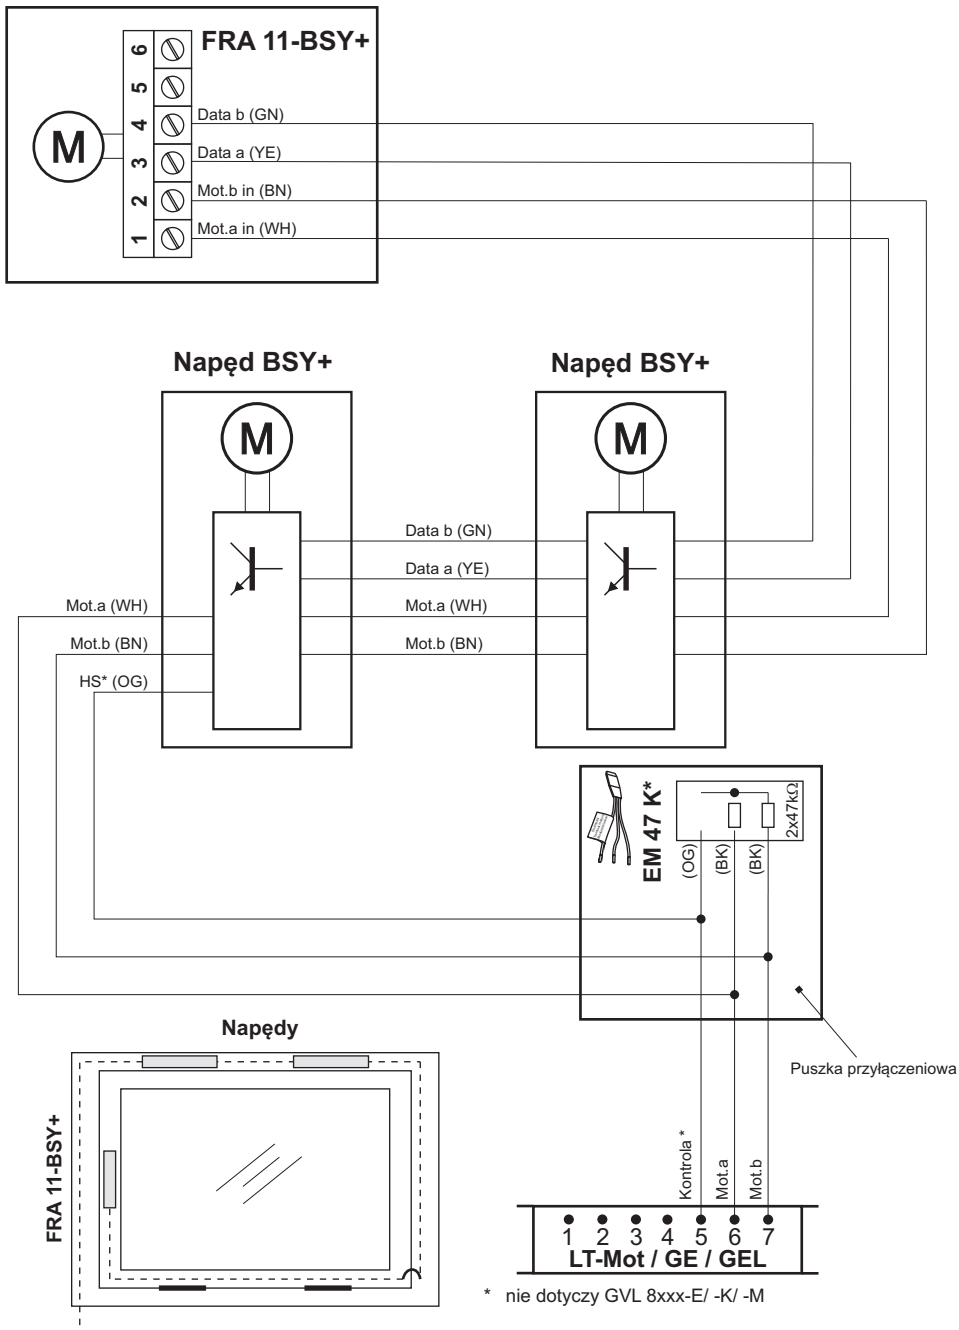 FRA 11-BSY+
6
5
4
3
2
1
M
Data b (GN)
Data a (YE)
Mot.b in (BN)
Mot.a in (WH)
Napęd BSY+
Napęd BSY+
M
M
Data b (GN)
Data a (YE)
Mot.a (WH)
Mot.b (BN)
Mot.a (WH)
Mot.b (BN)
HS* (OG)
EM 47 K*
2x47kΩ
(OG)
(BK)
(BK)
Puszka przyłączeniowa
Napędy
FRA 11-BSY+
Kontrola *
Mot.a
Mot.b
1 2 3 4 5 6 7
LT-Mot / GE / GEL
* nie dotyczy GVL 8xxx-E/ -K/ -M